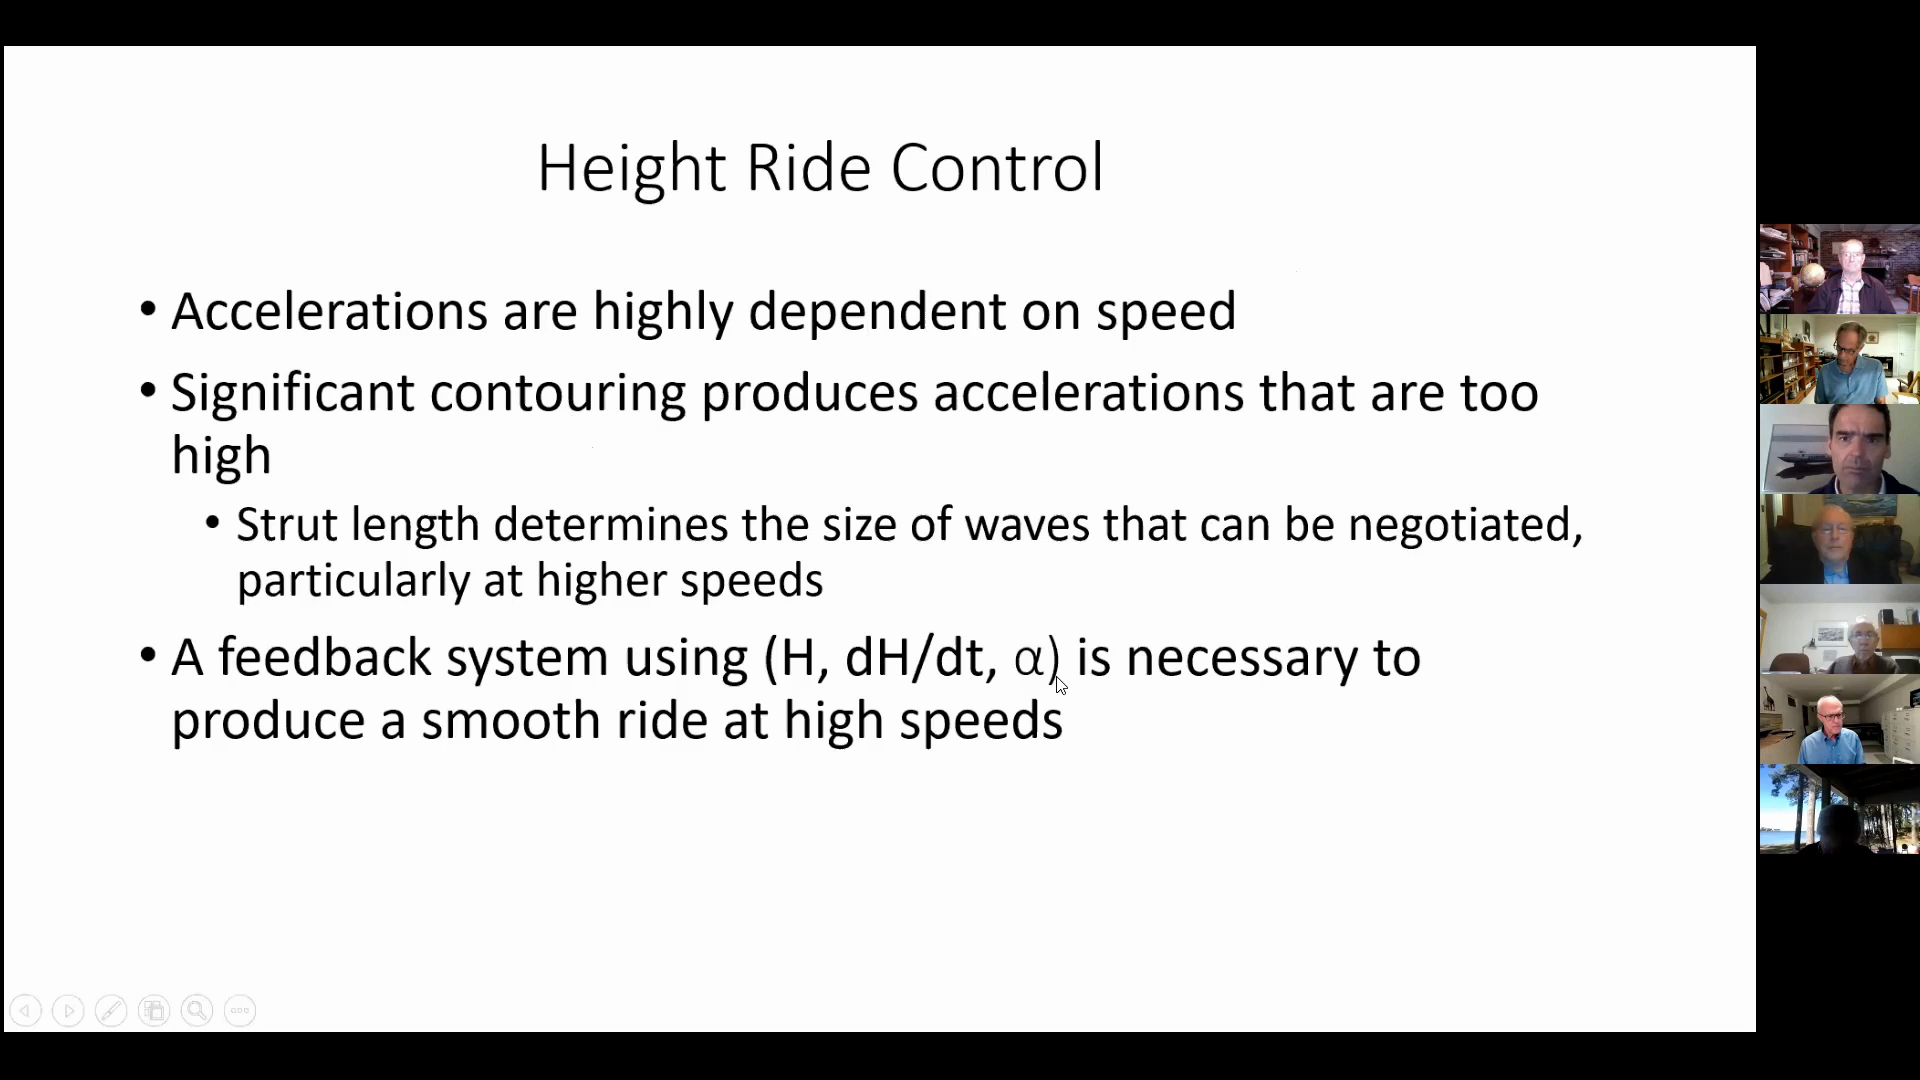 Height Ride Control
• Accelerations are highly dependent on speed
• Significant contouring produces accelerations that are too
high
• Strut length determines the size of waves that can be negotiated,
particularly at higher speeds
• A feedback system using (H, dH/dt, α) is necessary to
produce a smooth ride at high speeds